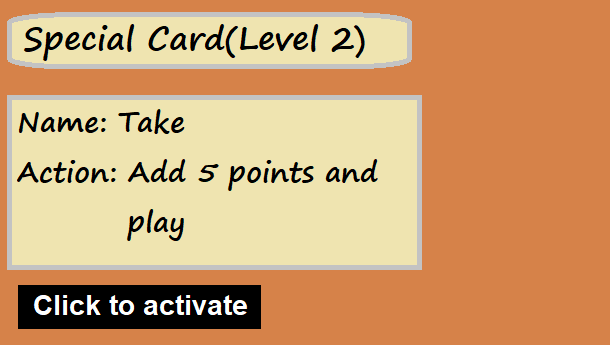 Special Card(Level 2)
Name: Take
Action: Add 5 points and
play
Click to activate